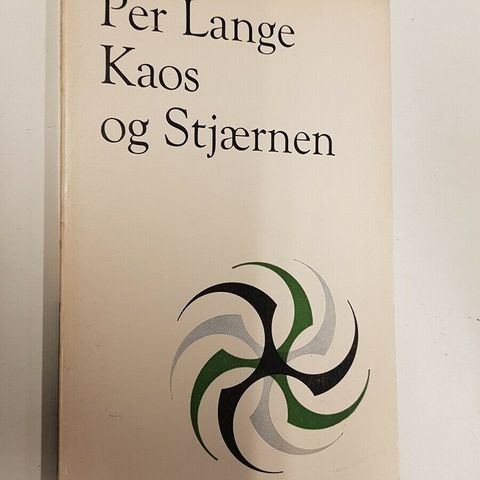 Per Lange
Kaos
og Stjærnen